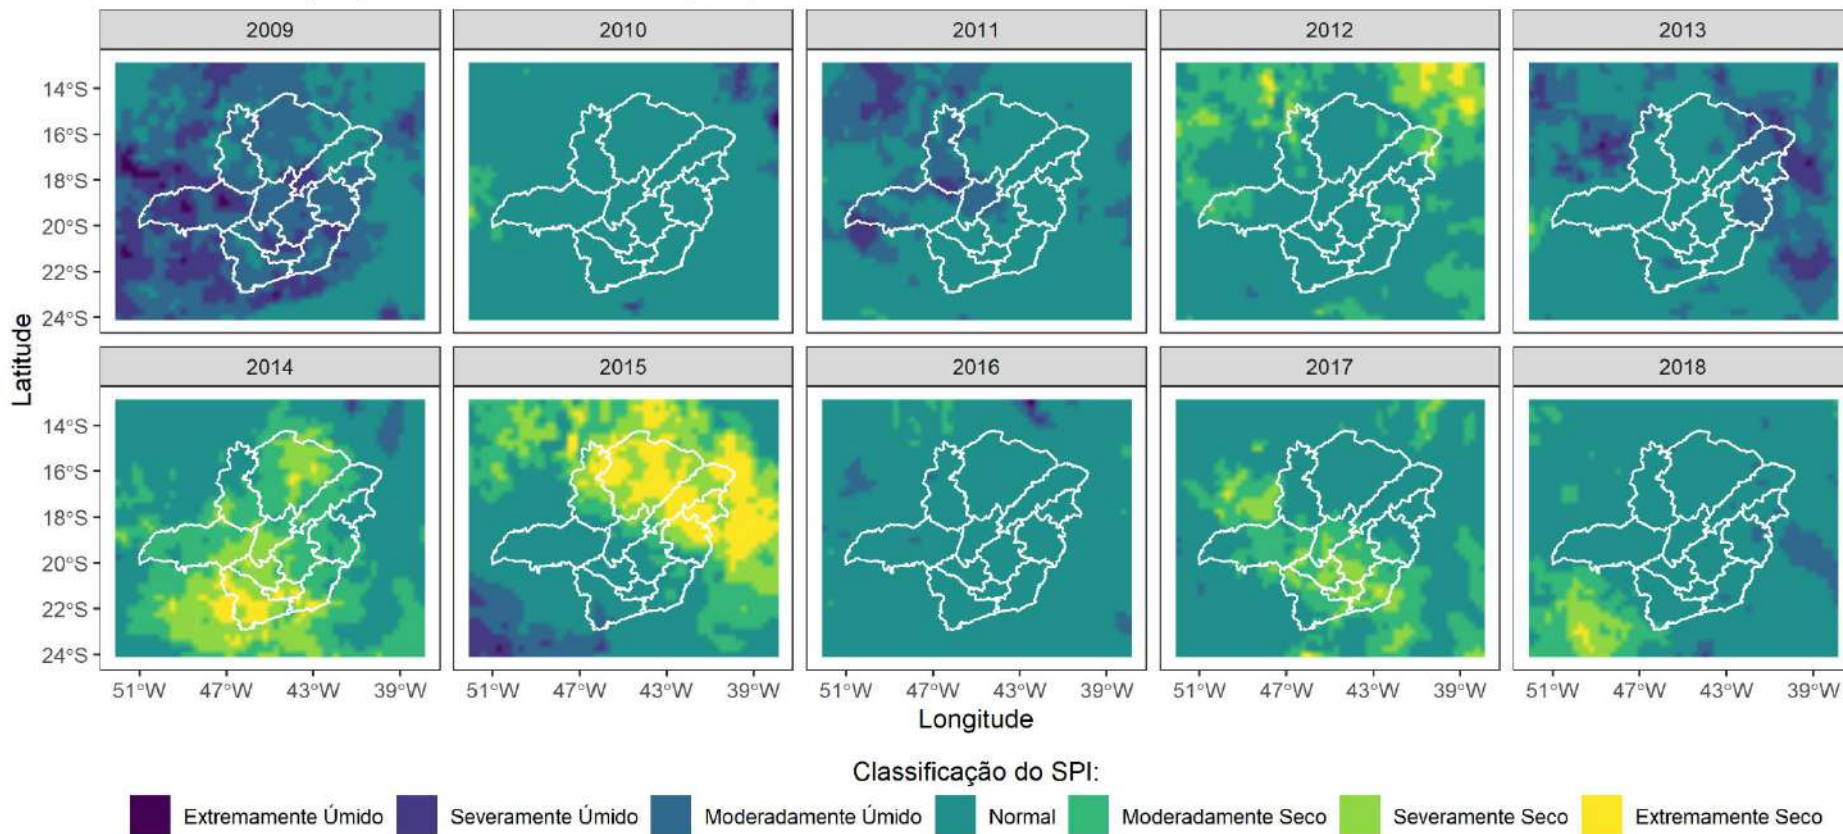 2009 2010 2011 2012 2013
14°S
16°S
18°S
20°S
22°S
24°S
Latitude
2014 2015 2016 2017 2018
14°S
16°S
18°S
20°S
22°S
24°S
51°W 47°W 43°W 39°W 51°W 47°W 43°W 39°W 51°W 47°W 43°W 39°W 51°W 47°W 43°W 39°W 51°W 47°W 43°W 39°W
Longitude
Classificação do SPI:
Extremamente Úmido Severamente Úmido Moderadamente Úmido Normal Moderadamente Seco Severamente Seco Extremamente Seco